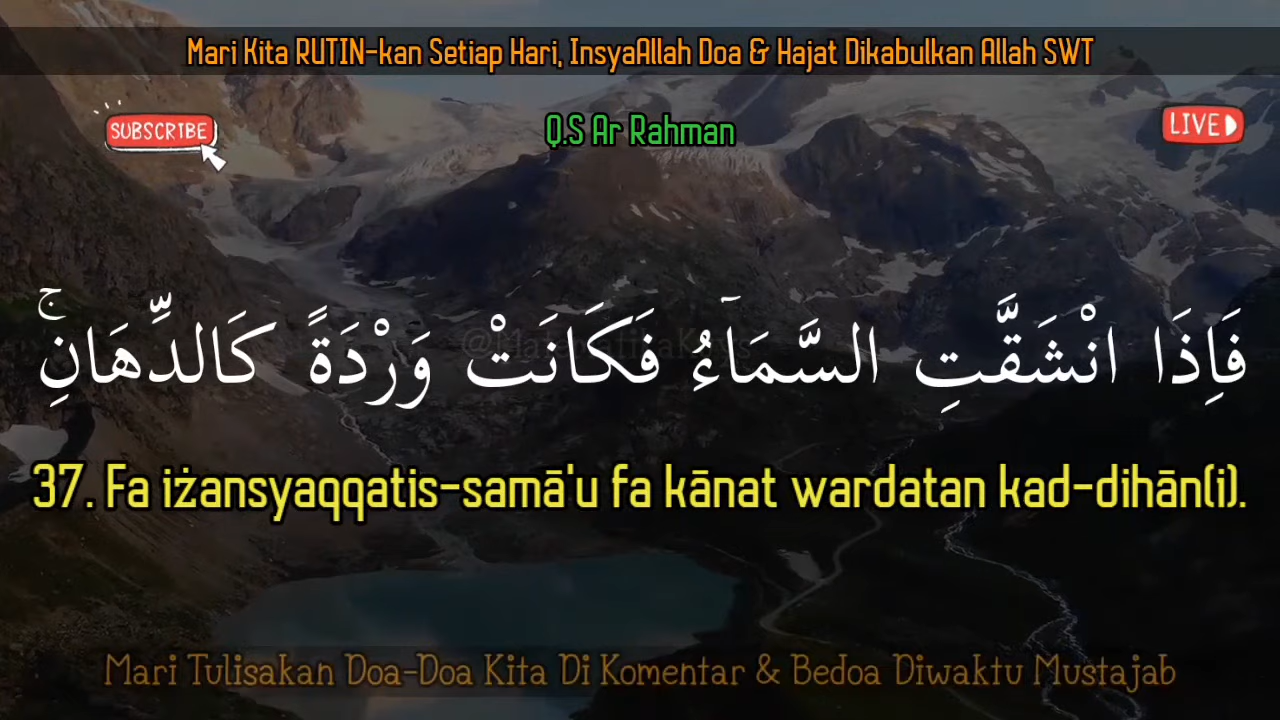 Mari Kita RUTIN-kan Setiap Hari, InsyaAllah Doa & Hajat Dikabulkan Allah SWT
SUBSCRIBE
Q.S Ar Rahman
LIVE
فَاِذَا انْشَقَّتِ السَّمَاۤءُ فَكَانَتْ وَرْدَةً كَالدِّهَانِۚ
37. Fa iżansyaqqatis-samā'u fa kānat wardatan kad-dihān(i).
Mari Tulisakan Doa-Doa Kita Di Komentar & Bedoa Diwaktu Mustajab